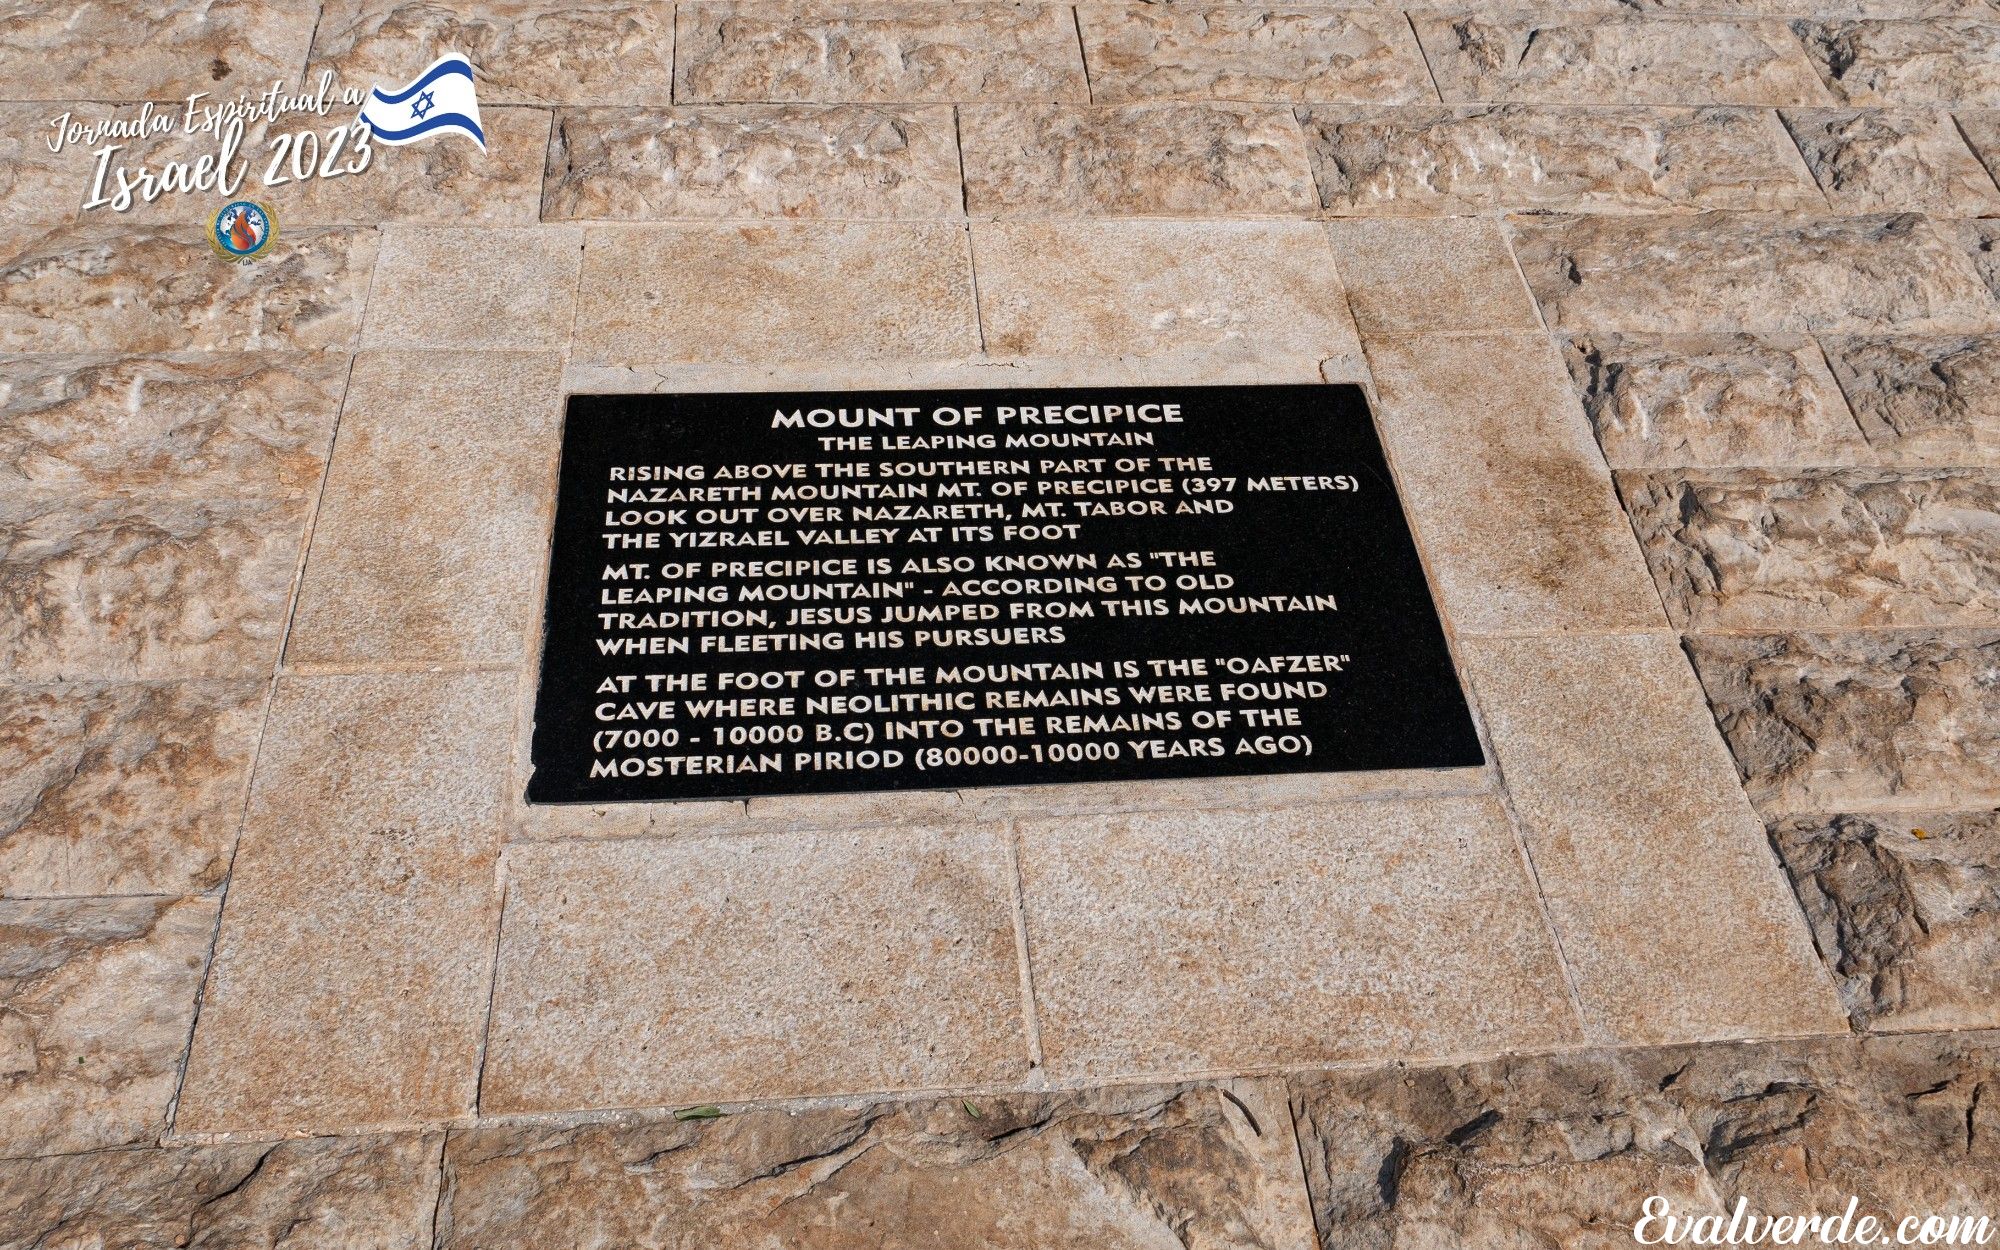 Jornada Espiritual a
Israel 2023
MOUNT OF PRECIPICE
THE LEAPING MOUNTAIN
RISING ABOVE THE SOUTHERN PART OF THE
NAZARETH MOUNTAIN MT. OF PRECIPICE (397 METERS)
LOOK OUT OVER NAZARETH, MT. TABOR AND
THE YIZRAEL VALLEY AT ITS FOOT
MT. OF PRECIPICE IS ALSO KNOWN AS "THE
LEAPING MOUNTAIN" - ACCORDING TO OLD
TRADITION, JESUS JUMPED FROM THIS MOUNTAIN
WHEN FLEETING HIS PURSUERS
AT THE FOOT OF THE MOUNTAIN IS THE "OAFZER"
CAVE WHERE NEOLITHIC REMAINS WERE FOUND
(7000 - 10000 B.C) INTO THE REMAINS OF THE
MOSTERIAN PIRIOD (80000-10000 YEARS AGO)
Evalverde.com